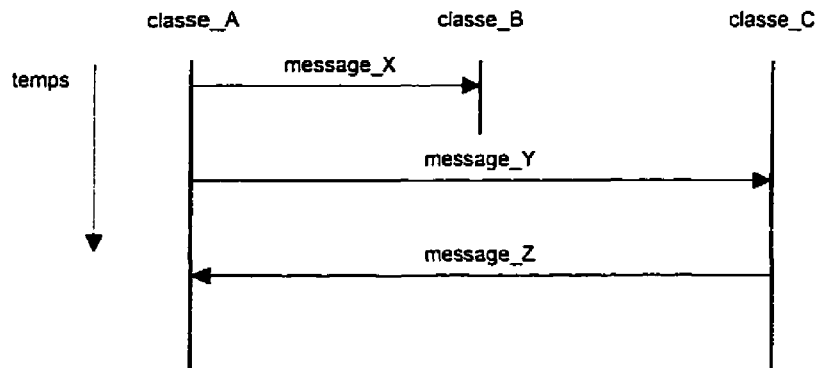 classe_A
classe_B
classe_C
temps
message_X
message_Y
message_Z